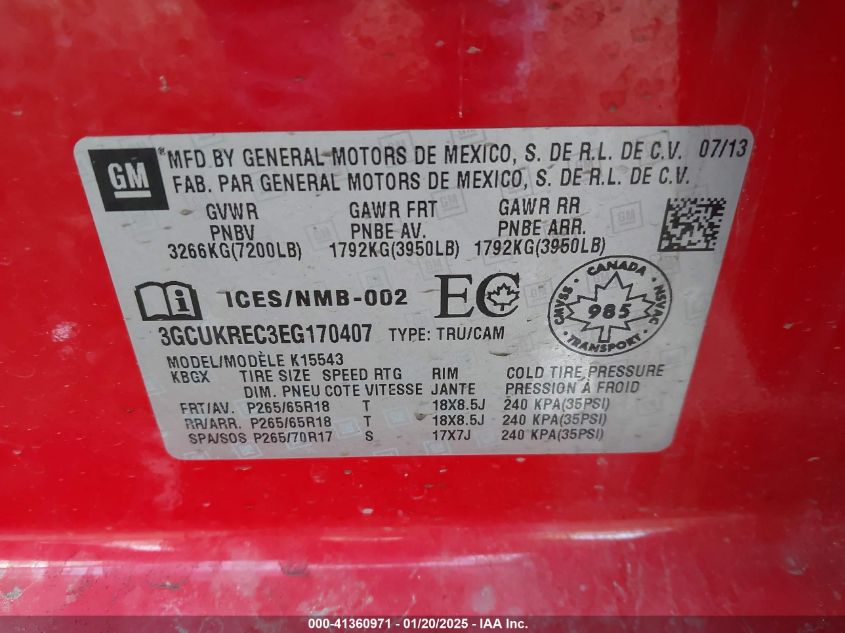 GM ® MFD BY GENERAL MOTORS DE MEXICO, S. DE R.L. DE C.V. 07/13
FAB. PAR GENERAL MOTORS DE MEXICO, S. DE R.L. DE C.V.
GVWR GAWR FRT GAWR RR
PNBV PNBE AV. PNBE ARR.
3266KG(7200LB) 1792KG(3950LB) 1792KG(3950LB)
i ICES/NMB-002 EC CANADA CMVSS 985 NSVAC
3GCUKREC3EG170407 TYPE: TRU/CAM
MODEL/MODÈLE K15543
KBGX TIRE SIZE SPEED RTG RIM COLD TIRE PRESSURE
DIM. PNEU COTE VITESSE JANTE PRESSION À FROID
FRT/AV. P265/65R18 T 18X8.5J 240 KPA(35PSI)
RR/ARR. P265/65R18 T 18X8.5J 240 KPA(35PSI)
SPA/SOS P265/70R17 S 17X7J 240 KPA(35PSI)
000-41360971 - 01/20/2025 - IAA Inc.